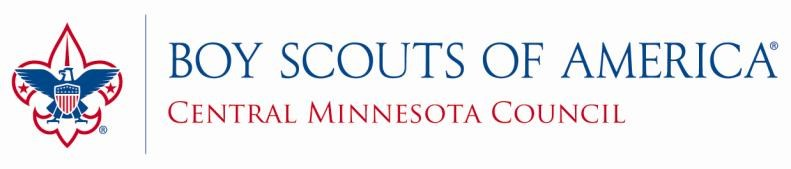 BOY SCOUTS OF AMERICA®
CENTRAL MINNESOTA COUNCIL
®